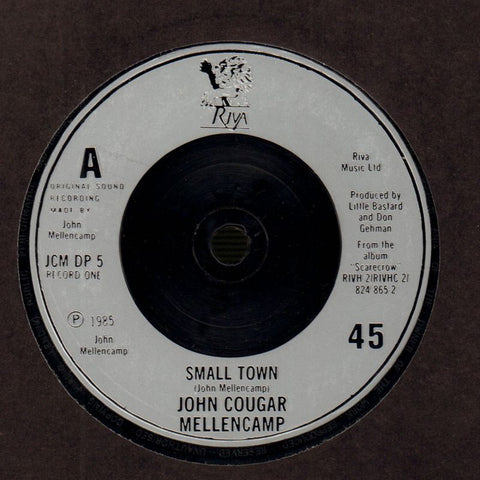 Riva
A
ORIGINAL SOUND
RECORDING
MADE BY
John
Mellencamp
JCM DP 5
RECORD ONE
Ⓟ 1985
John
Mellencamp
Riva
Music Ltd
Produced by
Little Bastard
and Don
Gehman
From the
album
"Scarecrow"
RIVH 2(RIVHC 2)
824 865 2
45
SMALL TOWN
(John Mellencamp)
JOHN COUGAR
MELLENCAMP